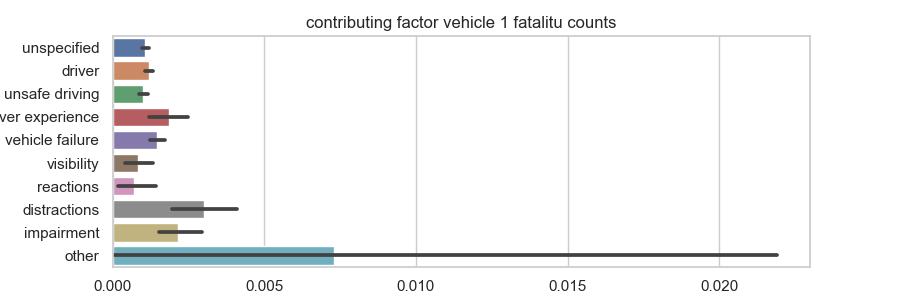 contributing factor vehicle 1 fatalitu counts
unspecified
driver
unsafe driving
ver experience
vehicle failure
visibility
reactions
distractions
impairment
other
0.000 0.005 0.010 0.015 0.020